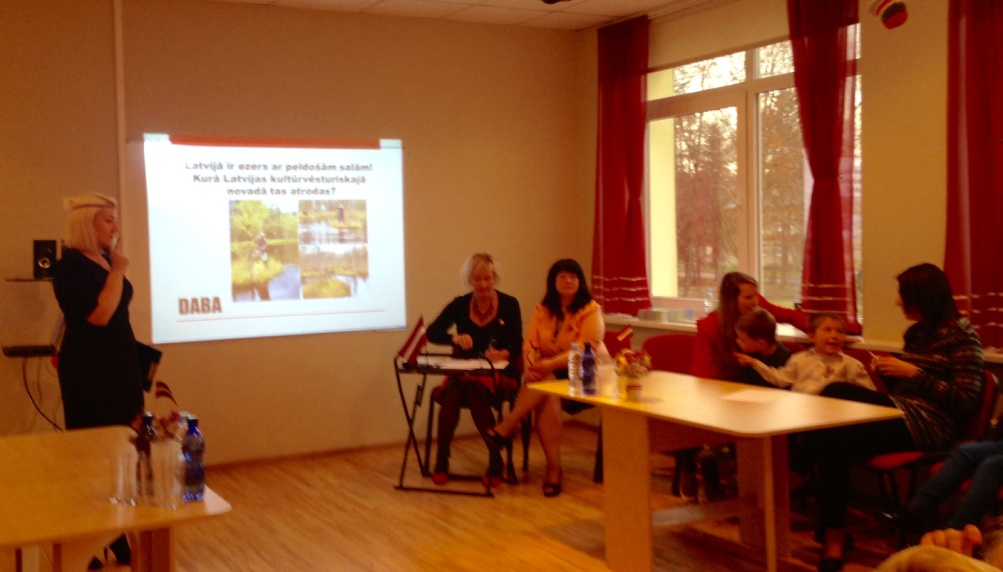 Latvijā ir ezers ar peldošām salām!
Kurā Latvijas kultūrvēsturiskajā
novadā tas atrodas?
DABA